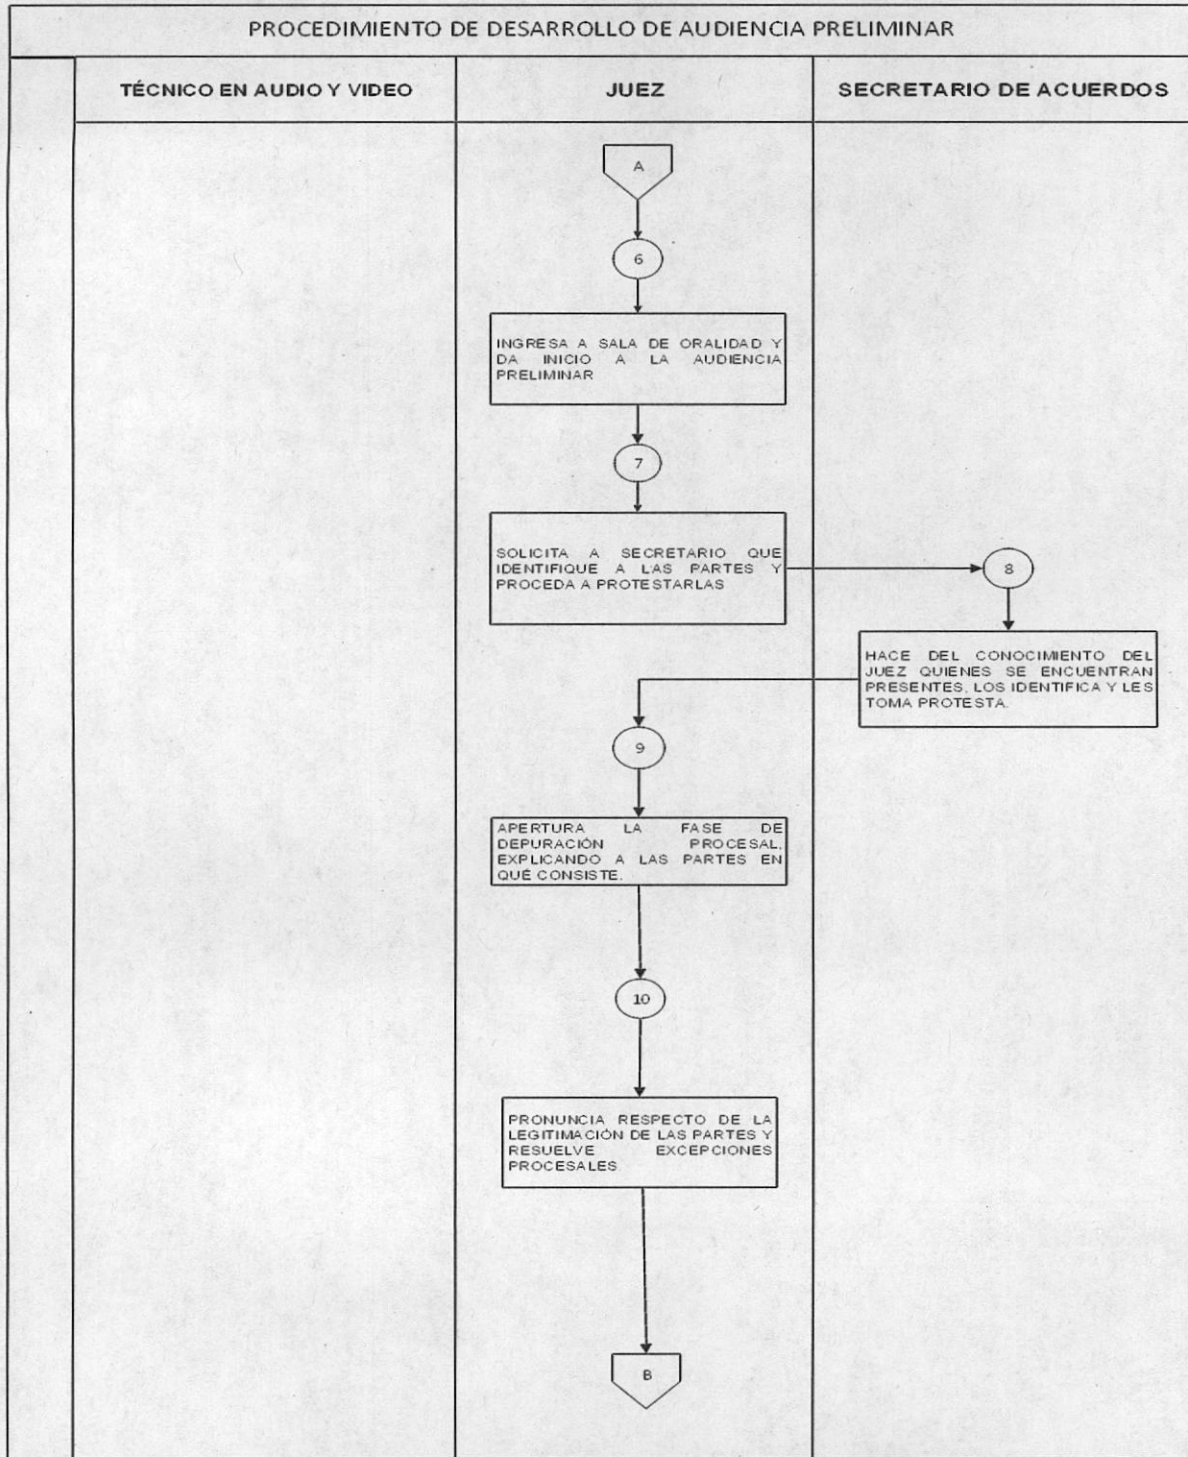 PROCEDIMIENTO DE DESARROLLO DE AUDIENCIA PRELIMINAR
TÉCNICO EN AUDIO Y VIDEO
JUEZ
SECRETARIO DE ACUERDOS
A
6
INGRESA A SALA DE ORALIDAD Y
DA INICIO A LA AUDIENCIA
PRELIMINAR
7
SOLICITA A SECRETARIO QUE
IDENTIFIQUE A LAS PARTES Y
PROCEDA A PROTESTARLAS
8
HACE DEL CONOCIMIENTO DEL
JUEZ QUIENES SE ENCUENTRAN
PRESENTES, LOS IDENTIFICA Y LES
TOMA PROTESTA.
9
APERTURA LA FASE DE
DEPURACIÓN PROCESAL,
EXPLICANDO A LAS PARTES EN
QUÉ CONSISTE.
10
PRONUNCIA RESPECTO DE LA
LEGITIMACIÓN DE LAS PARTES Y
RESUELVE EXCEPCIONES
PROCESALES.
B